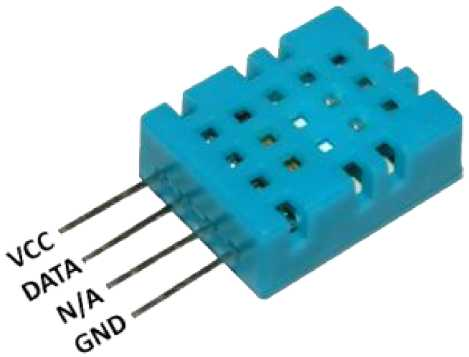 VCC
DATA
N/A
GND